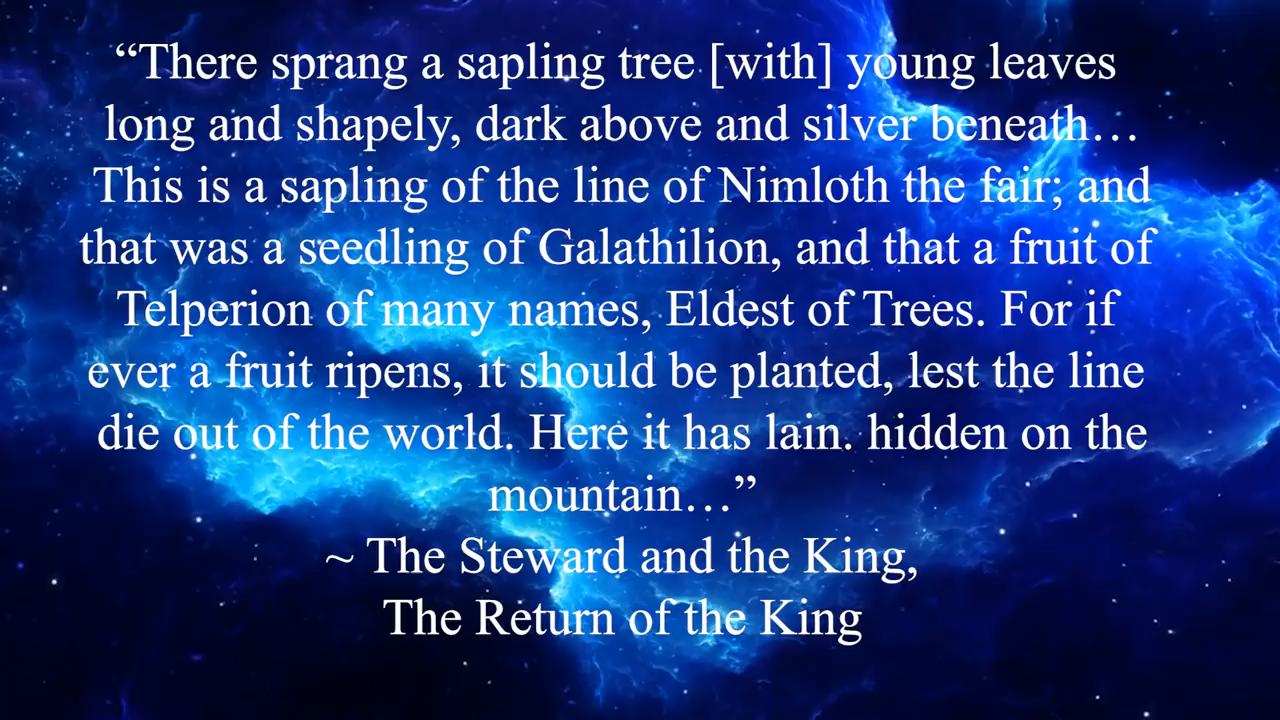 “There sprang a sapling tree [with] young leaves
long and shapely, dark above and silver beneath…
This is a sapling of the line of Nimloth the fair; and
that was a seedling of Galathilion, and that a fruit of
Telperion of many names, Eldest of Trees. For if
ever a fruit ripens, it should be planted, lest the line
die out of the world. Here it has lain. hidden on the
mountain…”
~ The Steward and the King,
The Return of the King